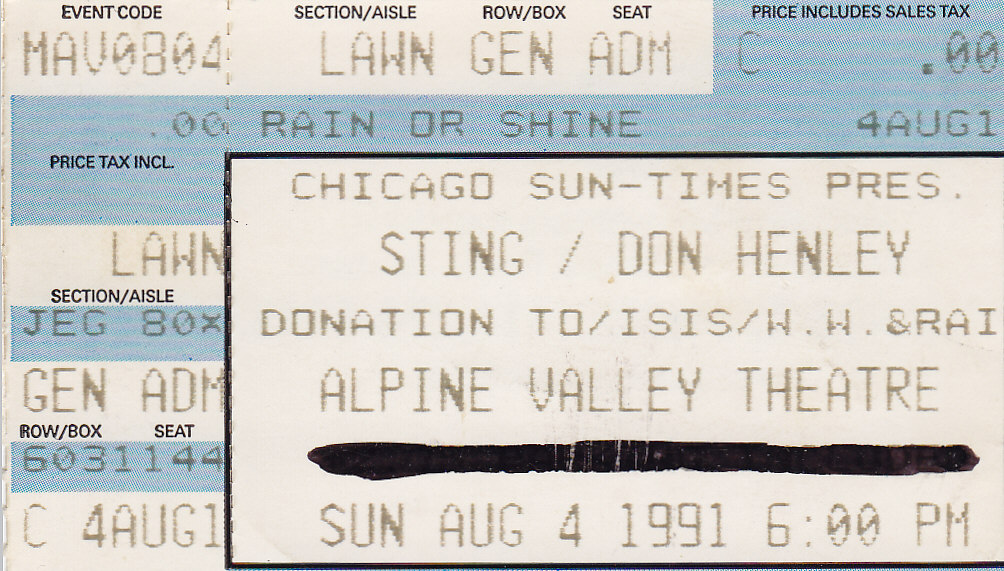 EVENT CODE SECTION/AISLE ROW/BOX SEAT PRICE INCLUDES SALES TAX
MAV0804 LAWN GEN ADM C .00
.00 RAIN OR SHINE 4AUG1
PRICE TAX INCL.
CHICAGO SUN-TIMES PRES.
LAWN STING / DON HENLEY
SECTION/AISLE
JEG 80X DONATION TO/ISIS/W.W.&RAI
GEN ADM ALPINE VALLEY THEATRE
ROW/BOX SEAT
6031144
C 4AUG1 SUN AUG 4 1991 6:00 PM